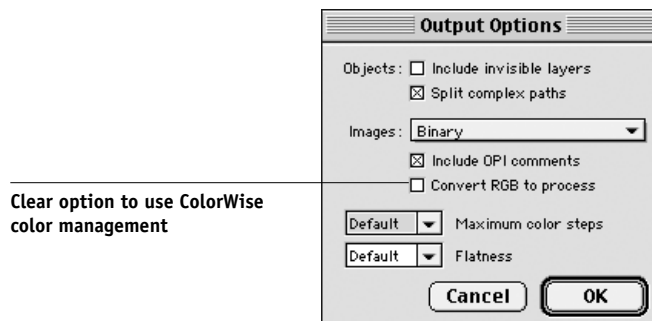 Output Options
Objects: Include invisible layers
Split complex paths
Images: Binary
Include OPI comments
Convert RGB to process
Clear option to use ColorWise
color management
Default Maximum color steps
Default Flatness
Cancel OK